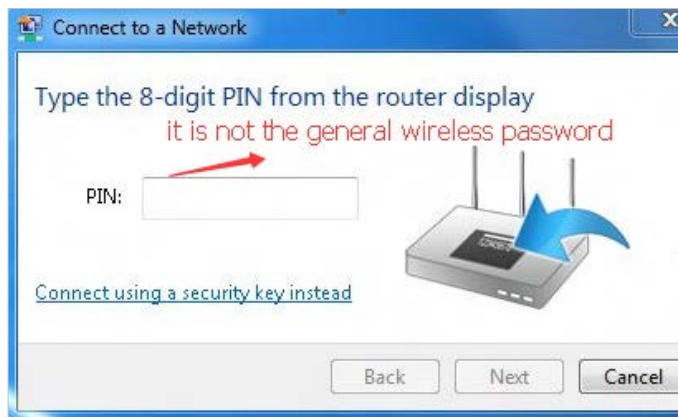 Connect to a Network
X
Type the 8-digit PIN from the router display
it is not the general wireless password
PIN:
Connect using a security key instead
Back Next Cancel